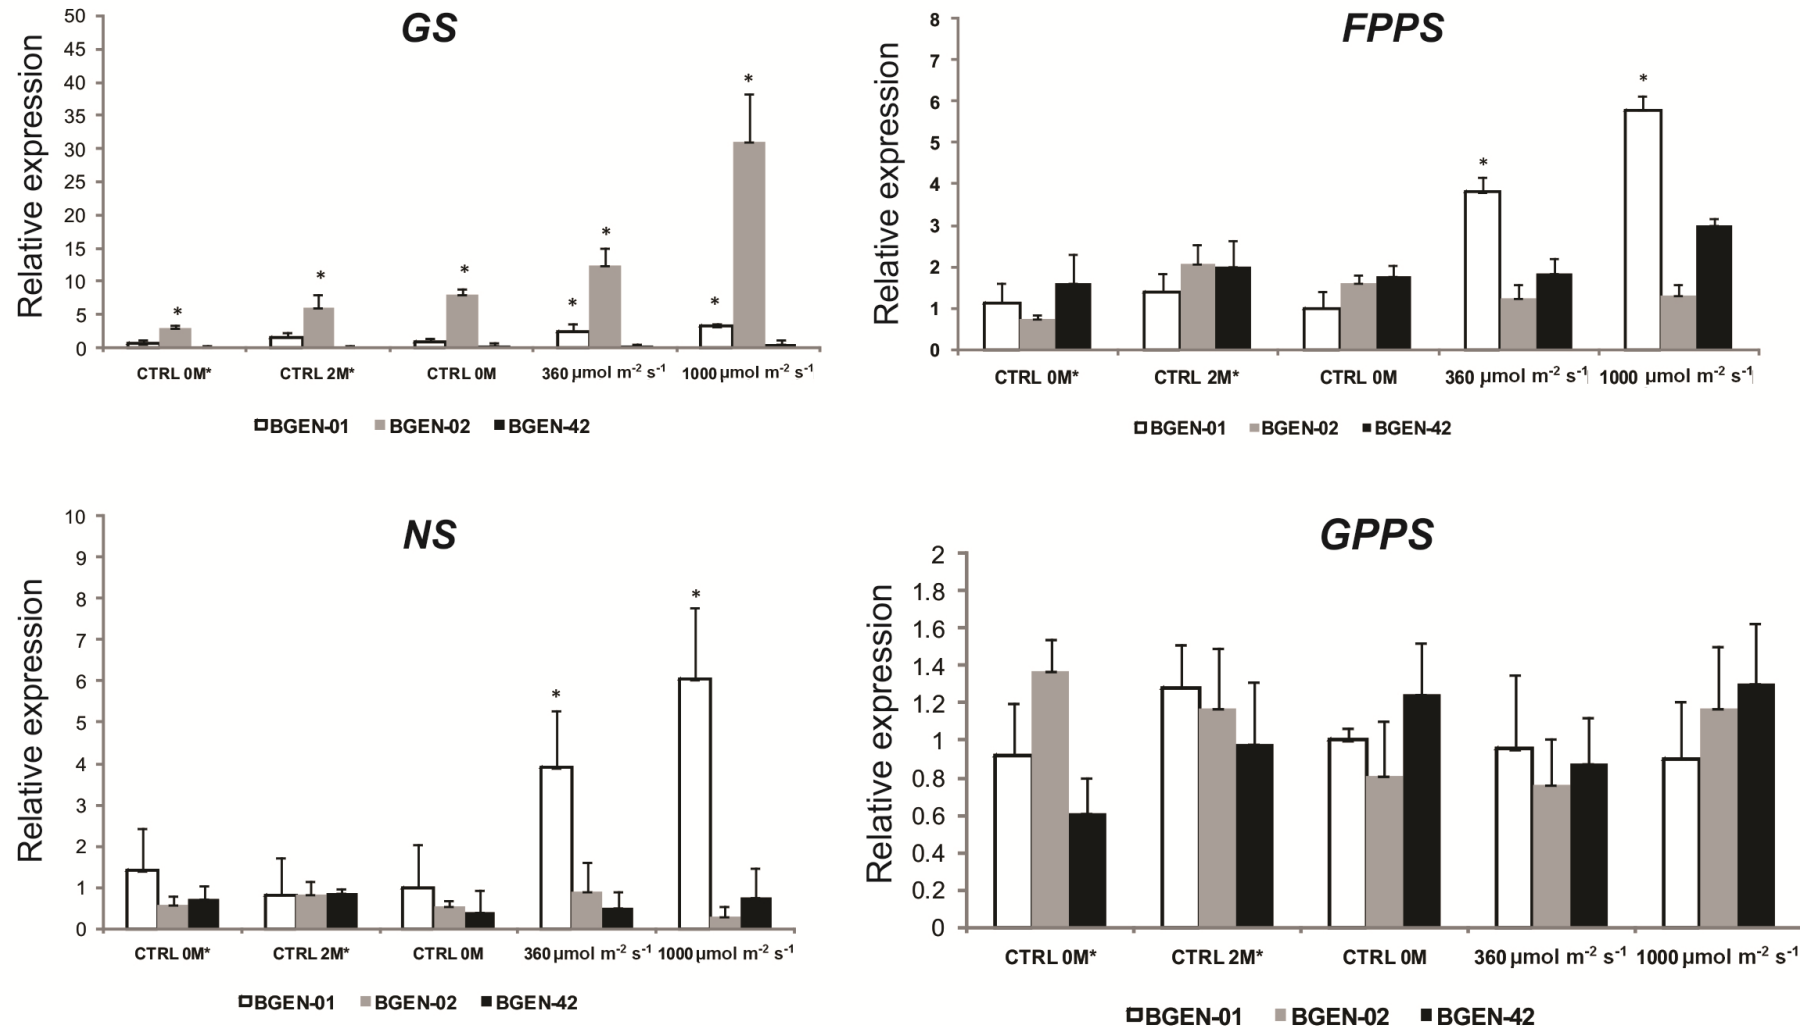 GS
Relative expression
50
45
40
35
30
25
20
15
10
5
0
* * * * * * *
CTRL 0M* CTRL 2M* CTRL 0M 360 µmol m⁻² s⁻¹ 1000 µmol m⁻² s⁻¹
BGEN-01 BGEN-02 BGEN-42
FPPS
Relative expression
8
7
6
5
4
3
2
1
0
* *
CTRL 0M* CTRL 2M* CTRL 0M 360 µmol m⁻² s⁻¹ 1000 µmol m⁻² s⁻¹
BGEN-01 BGEN-02 BGEN-42
NS
Relative expression
10
9
8
7
6
5
4
3
2
1
0
* *
CTRL 0M* CTRL 2M* CTRL 0M 360 µmol m⁻² s⁻¹ 1000 µmol m⁻² s⁻¹
BGEN-01 BGEN-02 BGEN-42
GPPS
Relative expression
2
1.8
1.6
1.4
1.2
1
0.8
0.6
0.4
0.2
0
CTRL 0M* CTRL 2M* CTRL 0M 360 µmol m⁻² s⁻¹ 1000 µmol m⁻² s⁻¹
BGEN-01 BGEN-02 BGEN-42